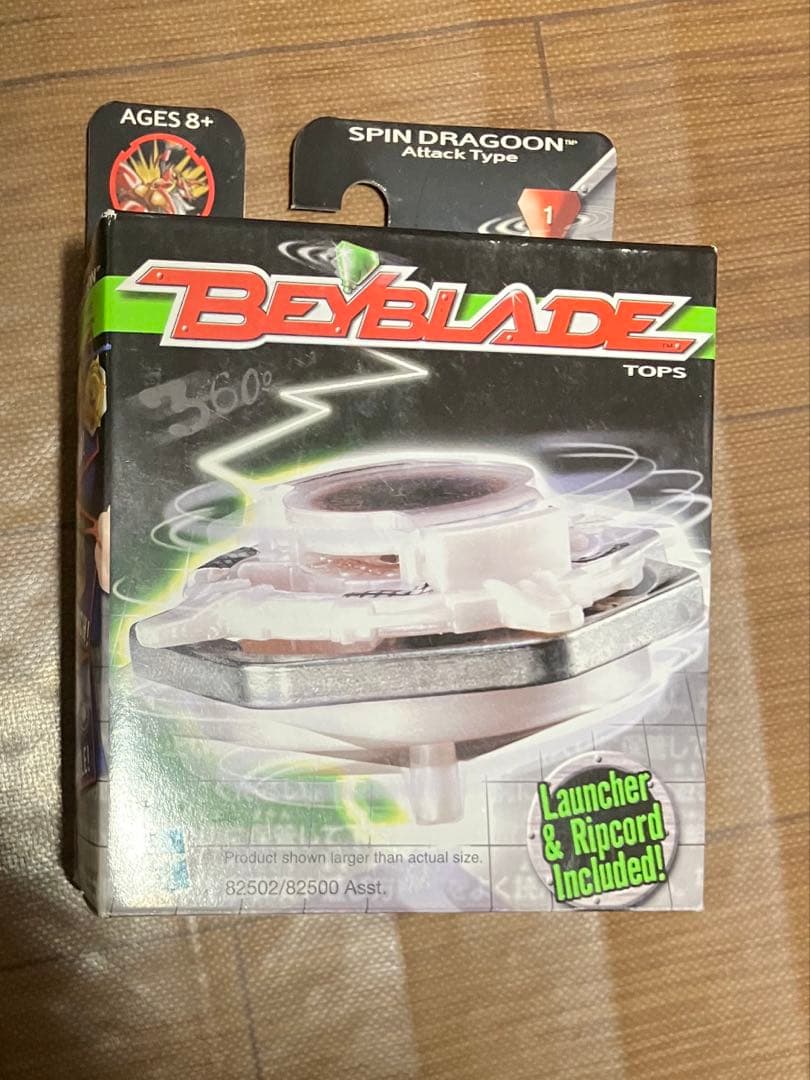 AGES 8+
SPIN DRAGOON™
Attack Type
1
BEYBLADE™
TOPS
360°
Launcher
& Ripcord
Included!
Product shown larger than actual size.
82502/82500 Asst.